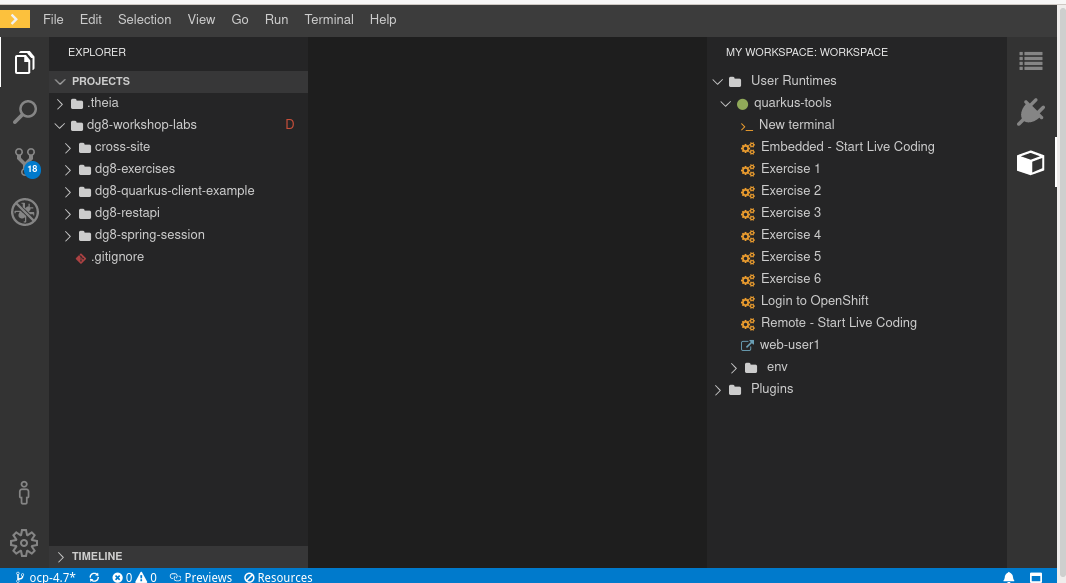 File Edit Selection View Go Run Terminal Help
EXPLORER
PROJECTS
.theia
dg8-workshop-labs D
cross-site
dg8-exercises
dg8-quarkus-client-example
dg8-restapi
dg8-spring-session
.gitignore
18
TIMELINE
MY WORKSPACE: WORKSPACE
User Runtimes
quarkus-tools
New terminal
Embedded - Start Live Coding
Exercise 1
Exercise 2
Exercise 3
Exercise 4
Exercise 5
Exercise 6
Login to OpenShift
Remote - Start Live Coding
web-user1
env
Plugins
ocp-4.7* 0 0 Previews Resources